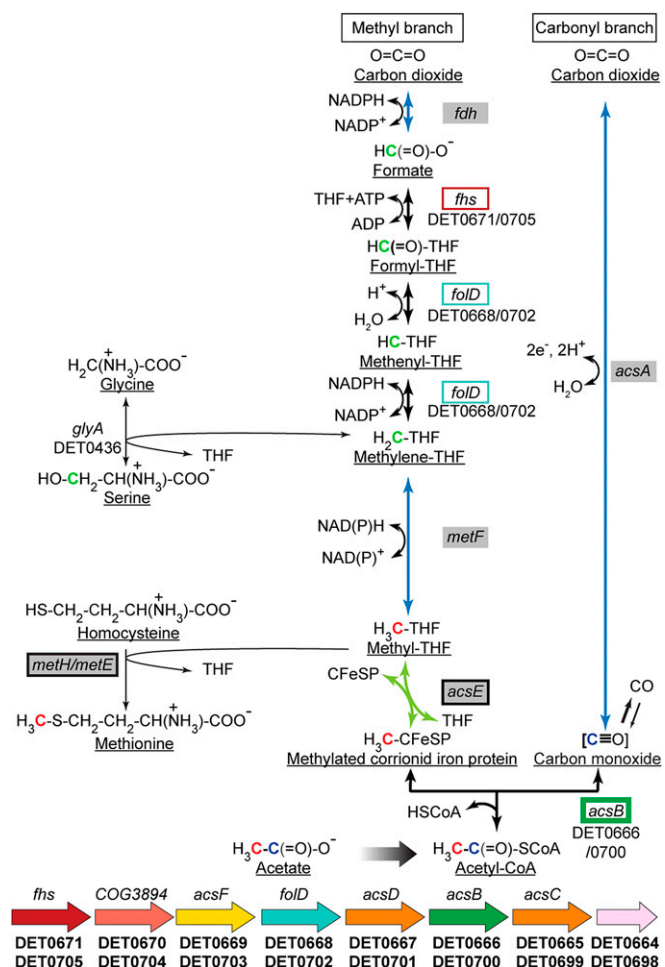 Methyl branch
Carbonyl branch
O=C=O
Carbon dioxide
O=C=O
Carbon dioxide
NADPH
NADP+
fdh
HC(=O)-O-
Formate
THF+ATP
ADP
fhs
DET0671/0705
HC(=O)-THF
Formyl-THF
H+
H2O
folD
DET0668/0702
HC-THF
Methenyl-THF
2e-, 2H+
H2O
acsA
NADPH
NADP+
folD
DET0668/0702
H2C(NH3)-COO-
+
Glycine
glyA
DET0436
THF
H2C-THF
Methylene-THF
+
HO-CH2-CH(NH3)-COO-
Serine
NAD(P)H
NAD(P)+
metF
+
HS-CH2-CH2-CH(NH3)-COO-
Homocysteine
H3C-THF
Methyl-THF
metH/metE
THF
CFeSP
acsE
THF
CO
+
H3C-S-CH2-CH2-CH(NH3)-COO-
Methionine
H3C-CFeSP
Methylated corrionid iron protein
[C≡O]
Carbon monoxide
HSCoA
acsB
DET0666
/0700
H3C-C(=O)-O-
Acetate
H3C-C(=O)-SCoA
Acetyl-CoA
fhs COG3894 acsF folD acsD acsB acsC
DET0671 DET0670 DET0669 DET0668 DET0667 DET0666 DET0665 DET0664
DET0705 DET0704 DET0703 DET0702 DET0701 DET0700 DET0699 DET0698